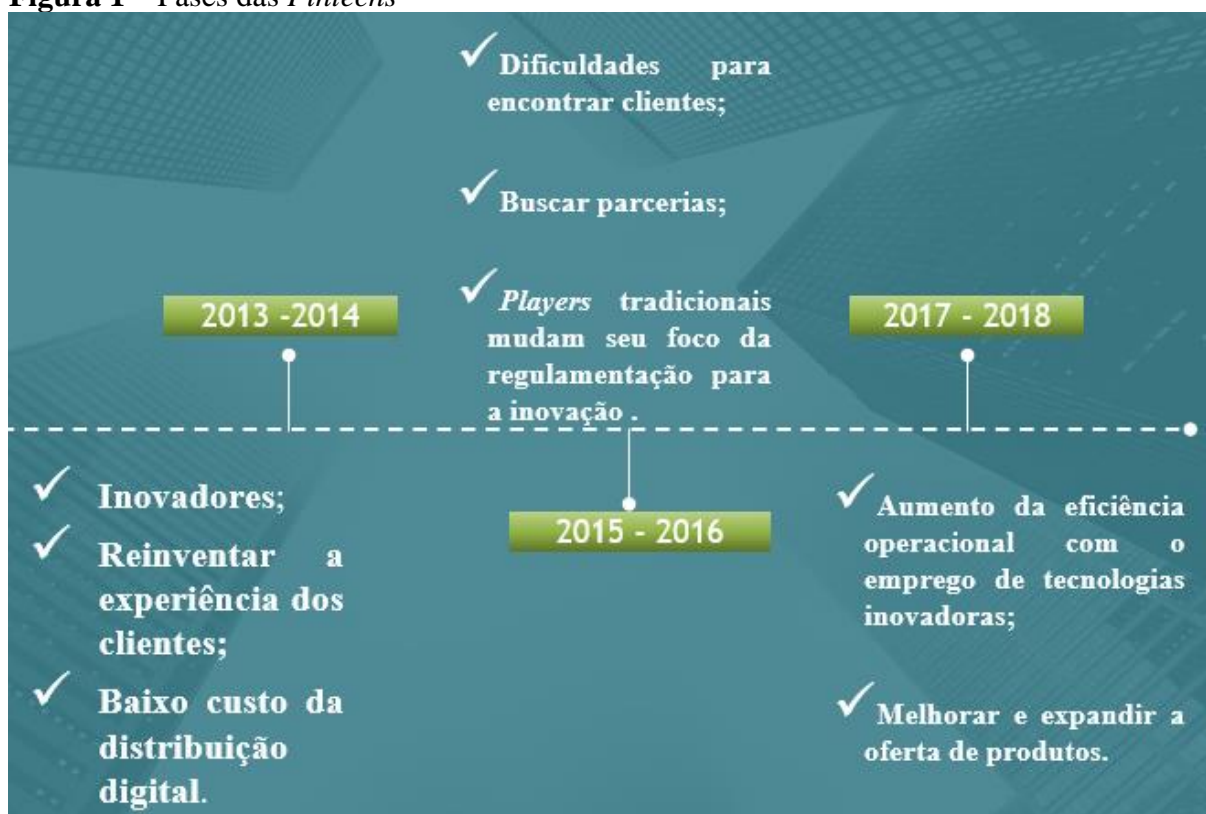 Figura 1 - Fases das Fintechs
Dificuldades para
encontrar clientes;
Buscar parcerias;
Players tradicionais
mudam seu foco da
regulamentação para
a inovação .
2013 -2014
2017 - 2018
Inovadores;
Reinventar a
experiência dos
clientes;
Baixo custo da
distribuição
digital.
2015 - 2016
Aumento da eficiência
operacional com o
emprego de tecnologias
inovadoras;
Melhorar e expandir a
oferta de produtos.